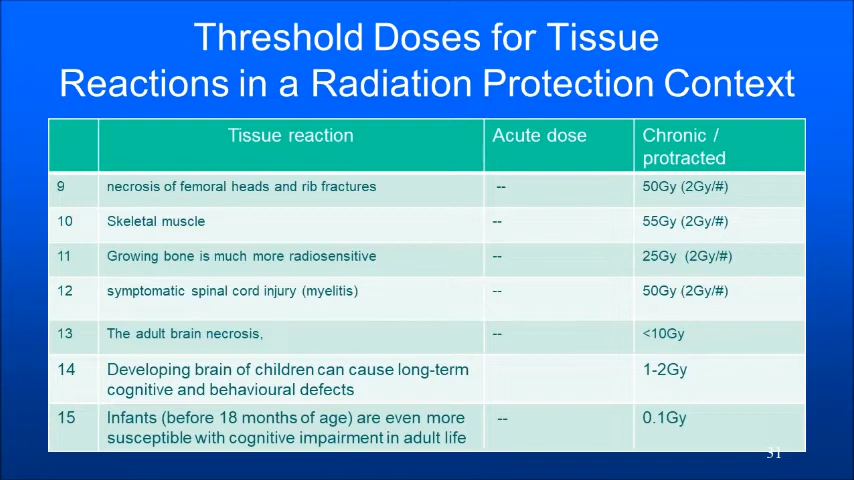 Threshold Doses for Tissue
Reactions in a Radiation Protection Context
Tissue reaction Acute dose Chronic /
protracted
9 necrosis of femoral heads and rib fractures -- 50Gy (2Gy/#)
10 Skeletal muscle -- 55Gy (2Gy/#)
11 Growing bone is much more radiosensitive -- 25Gy (2Gy/#)
12 symptomatic spinal cord injury (myelitis) -- 50Gy (2Gy/#)
13 The adult brain necrosis, -- <10Gy
14 Developing brain of children can cause long-term 1-2Gy
cognitive and behavioural defects
15 Infants (before 18 months of age) are even more -- 0.1Gy
susceptible with cognitive impairment in adult life
31